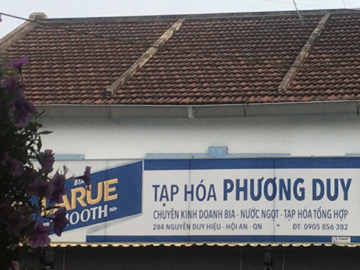 BIA
LARUE
SMOOTH
TẠP HÓA PHƯƠNG DUY
CHUYÊN KINH DOANH BIA - NƯỚC NGỌT - TẠP HÓA TỔNG HỢP
284 NGUYỄN DUY HIỆU - HỘI AN - QN ĐT: 0905 856 382